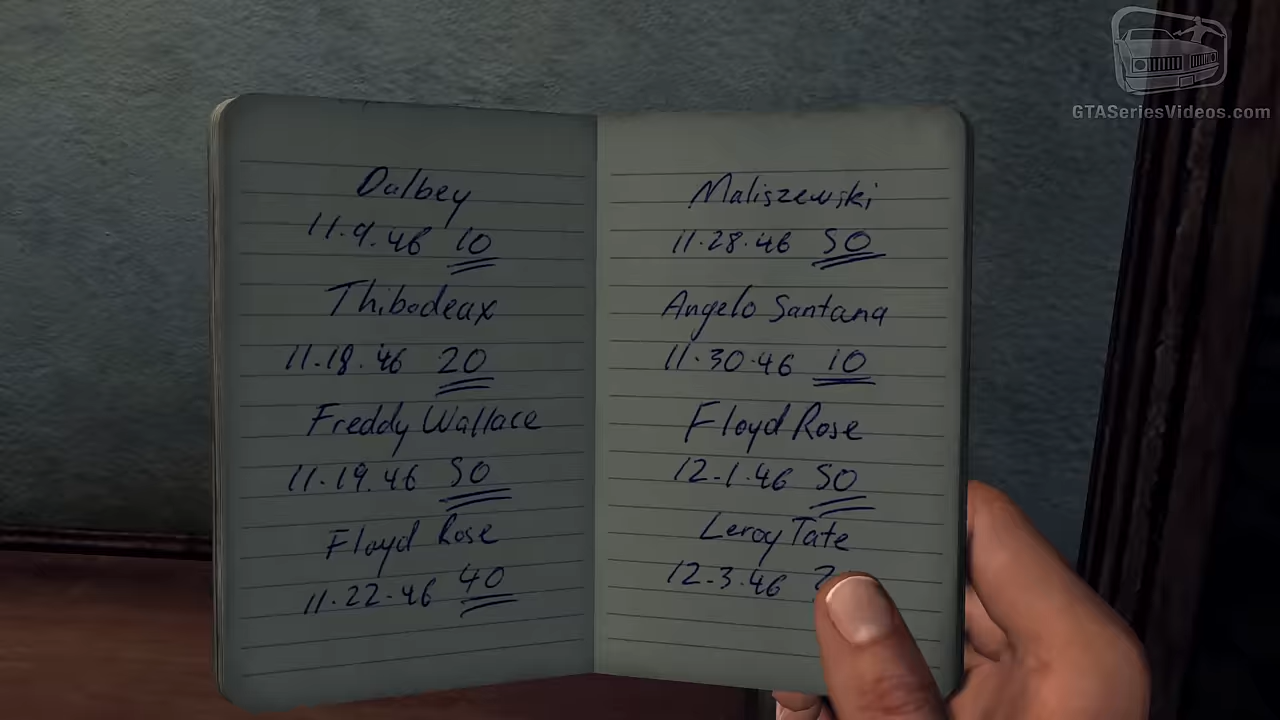 GTASeriesVideos.com
Dalbey
11.9.46 10
Thibodeax
11.18.46 20
Freddy Wallace
11.19.46 50
Floyd Rose
11.22.46 40
Maliszewski
11.28.46 50
Angelo Santana
11.30.46 10
Floyd Rose
12.1.46 50
Leroy Tate
12.3.46